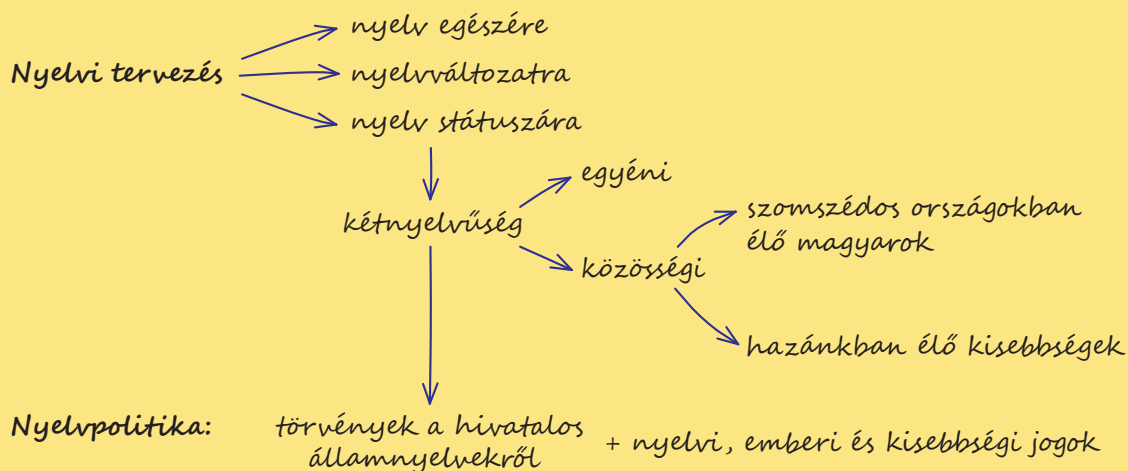 nyelv egészére
Nyelvi tervezés
nyelvváltozatra
nyelv státuszára
egyéni
kétnyelvűség
szomszédos országokban
élő magyarok
közösségi
hazánkban élő kisebbségek
Nyelvpolitika:
törvények a hivatalos
államnyelvekről
+ nyelvi, emberi és kisebbségi jogok